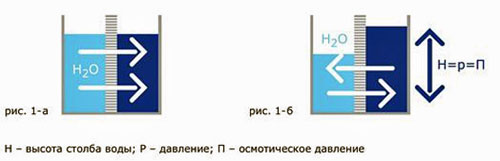 H₂O
рис. 1-а
H₂O
H=p=П
рис. 1-б
Н – высота столба воды; Р – давление; П – осмотическое давление